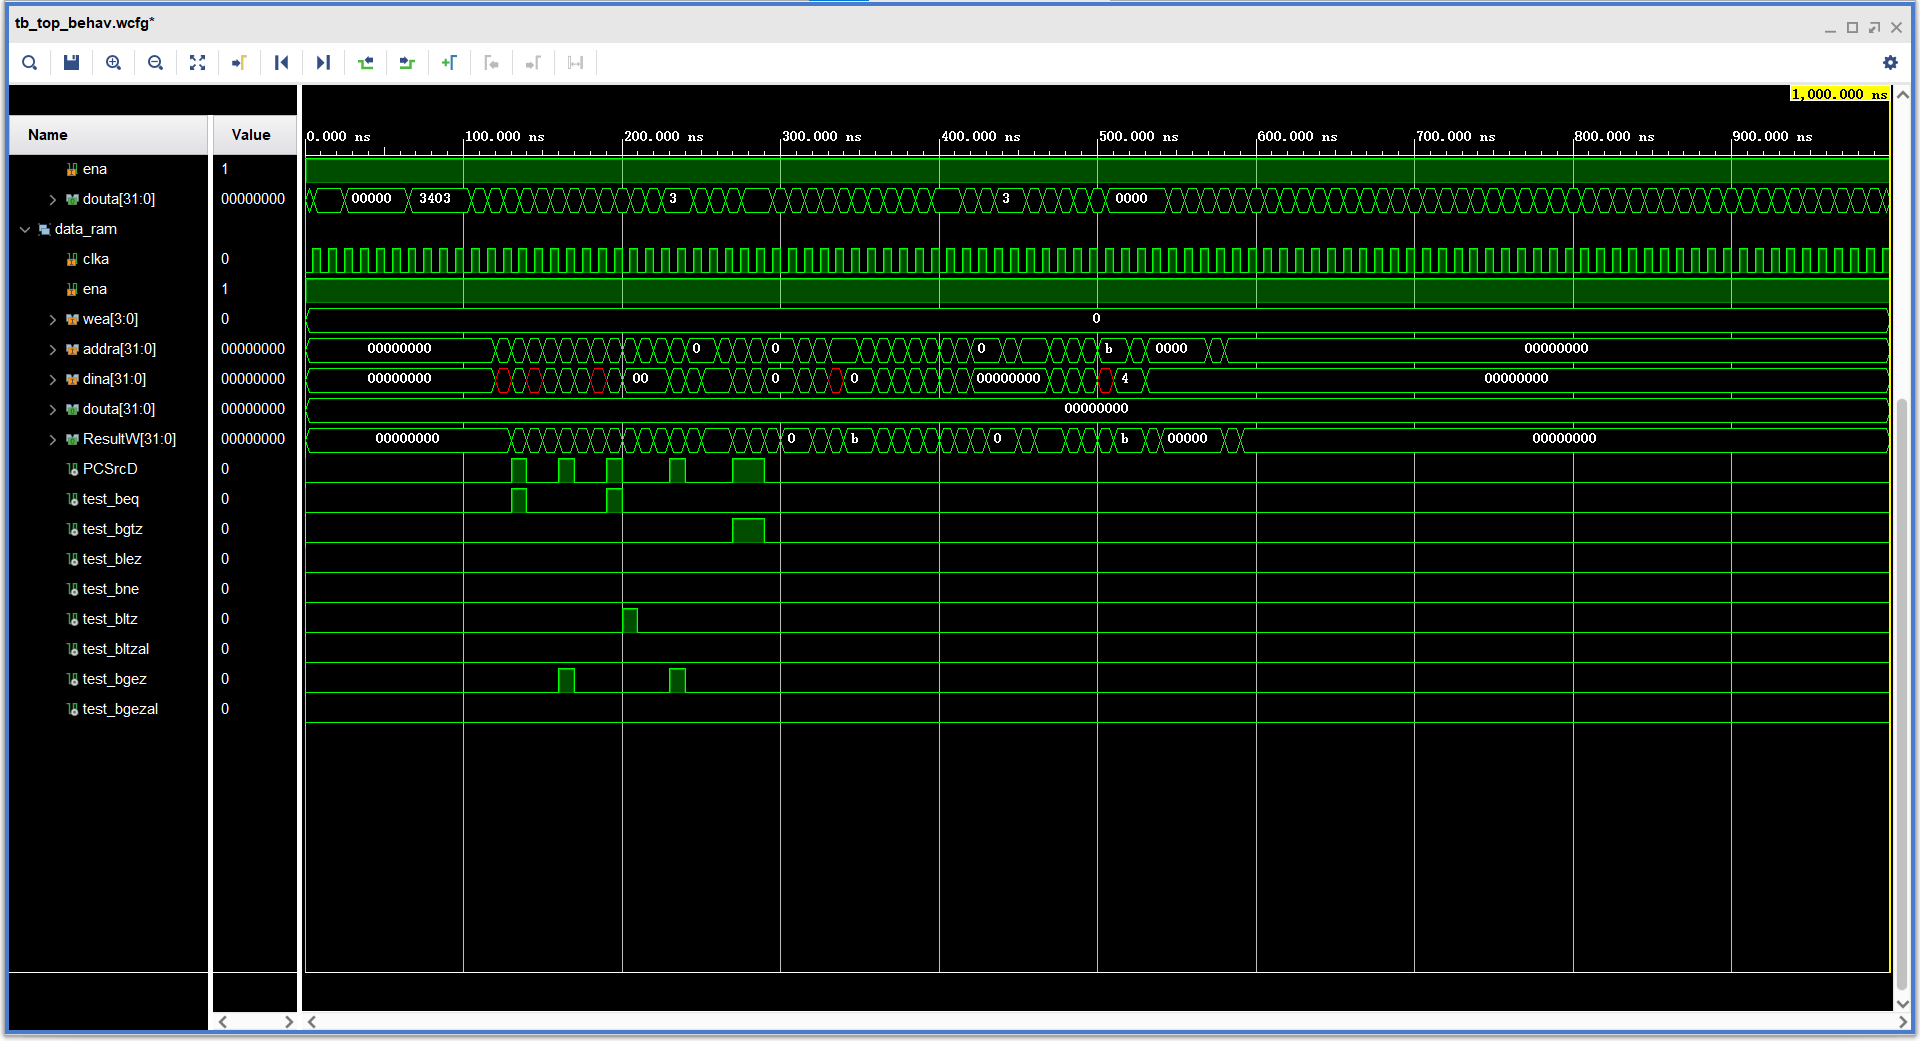 tb_top_behav.wcfg*
1,000.000 ns
Name Value
0.000 ns 100.000 ns 200.000 ns 300.000 ns 400.000 ns 500.000 ns 600.000 ns 700.000 ns 800.000 ns 900.000 ns
ena 1
douta[31:0] 00000000 00000 3403 3 3 0000
data_ram
clka 0
ena 1
wea[3:0] 0 0
addra[31:0] 00000000 00000000 0 0 0 b 0000 00000000
dina[31:0] 00000000 00000000 00 0 0 00000000 4 00000000
douta[31:0] 00000000 00000000
ResultW[31:0] 00000000 00000000 0 b 0 b 00000 00000000
PCSrcD 0
test_beq 0
test_bgtz 0
test_blez 0
test_bne 0
test_bltz 0
test_bltzal 0
test_bgez 0
test_bgezal 0